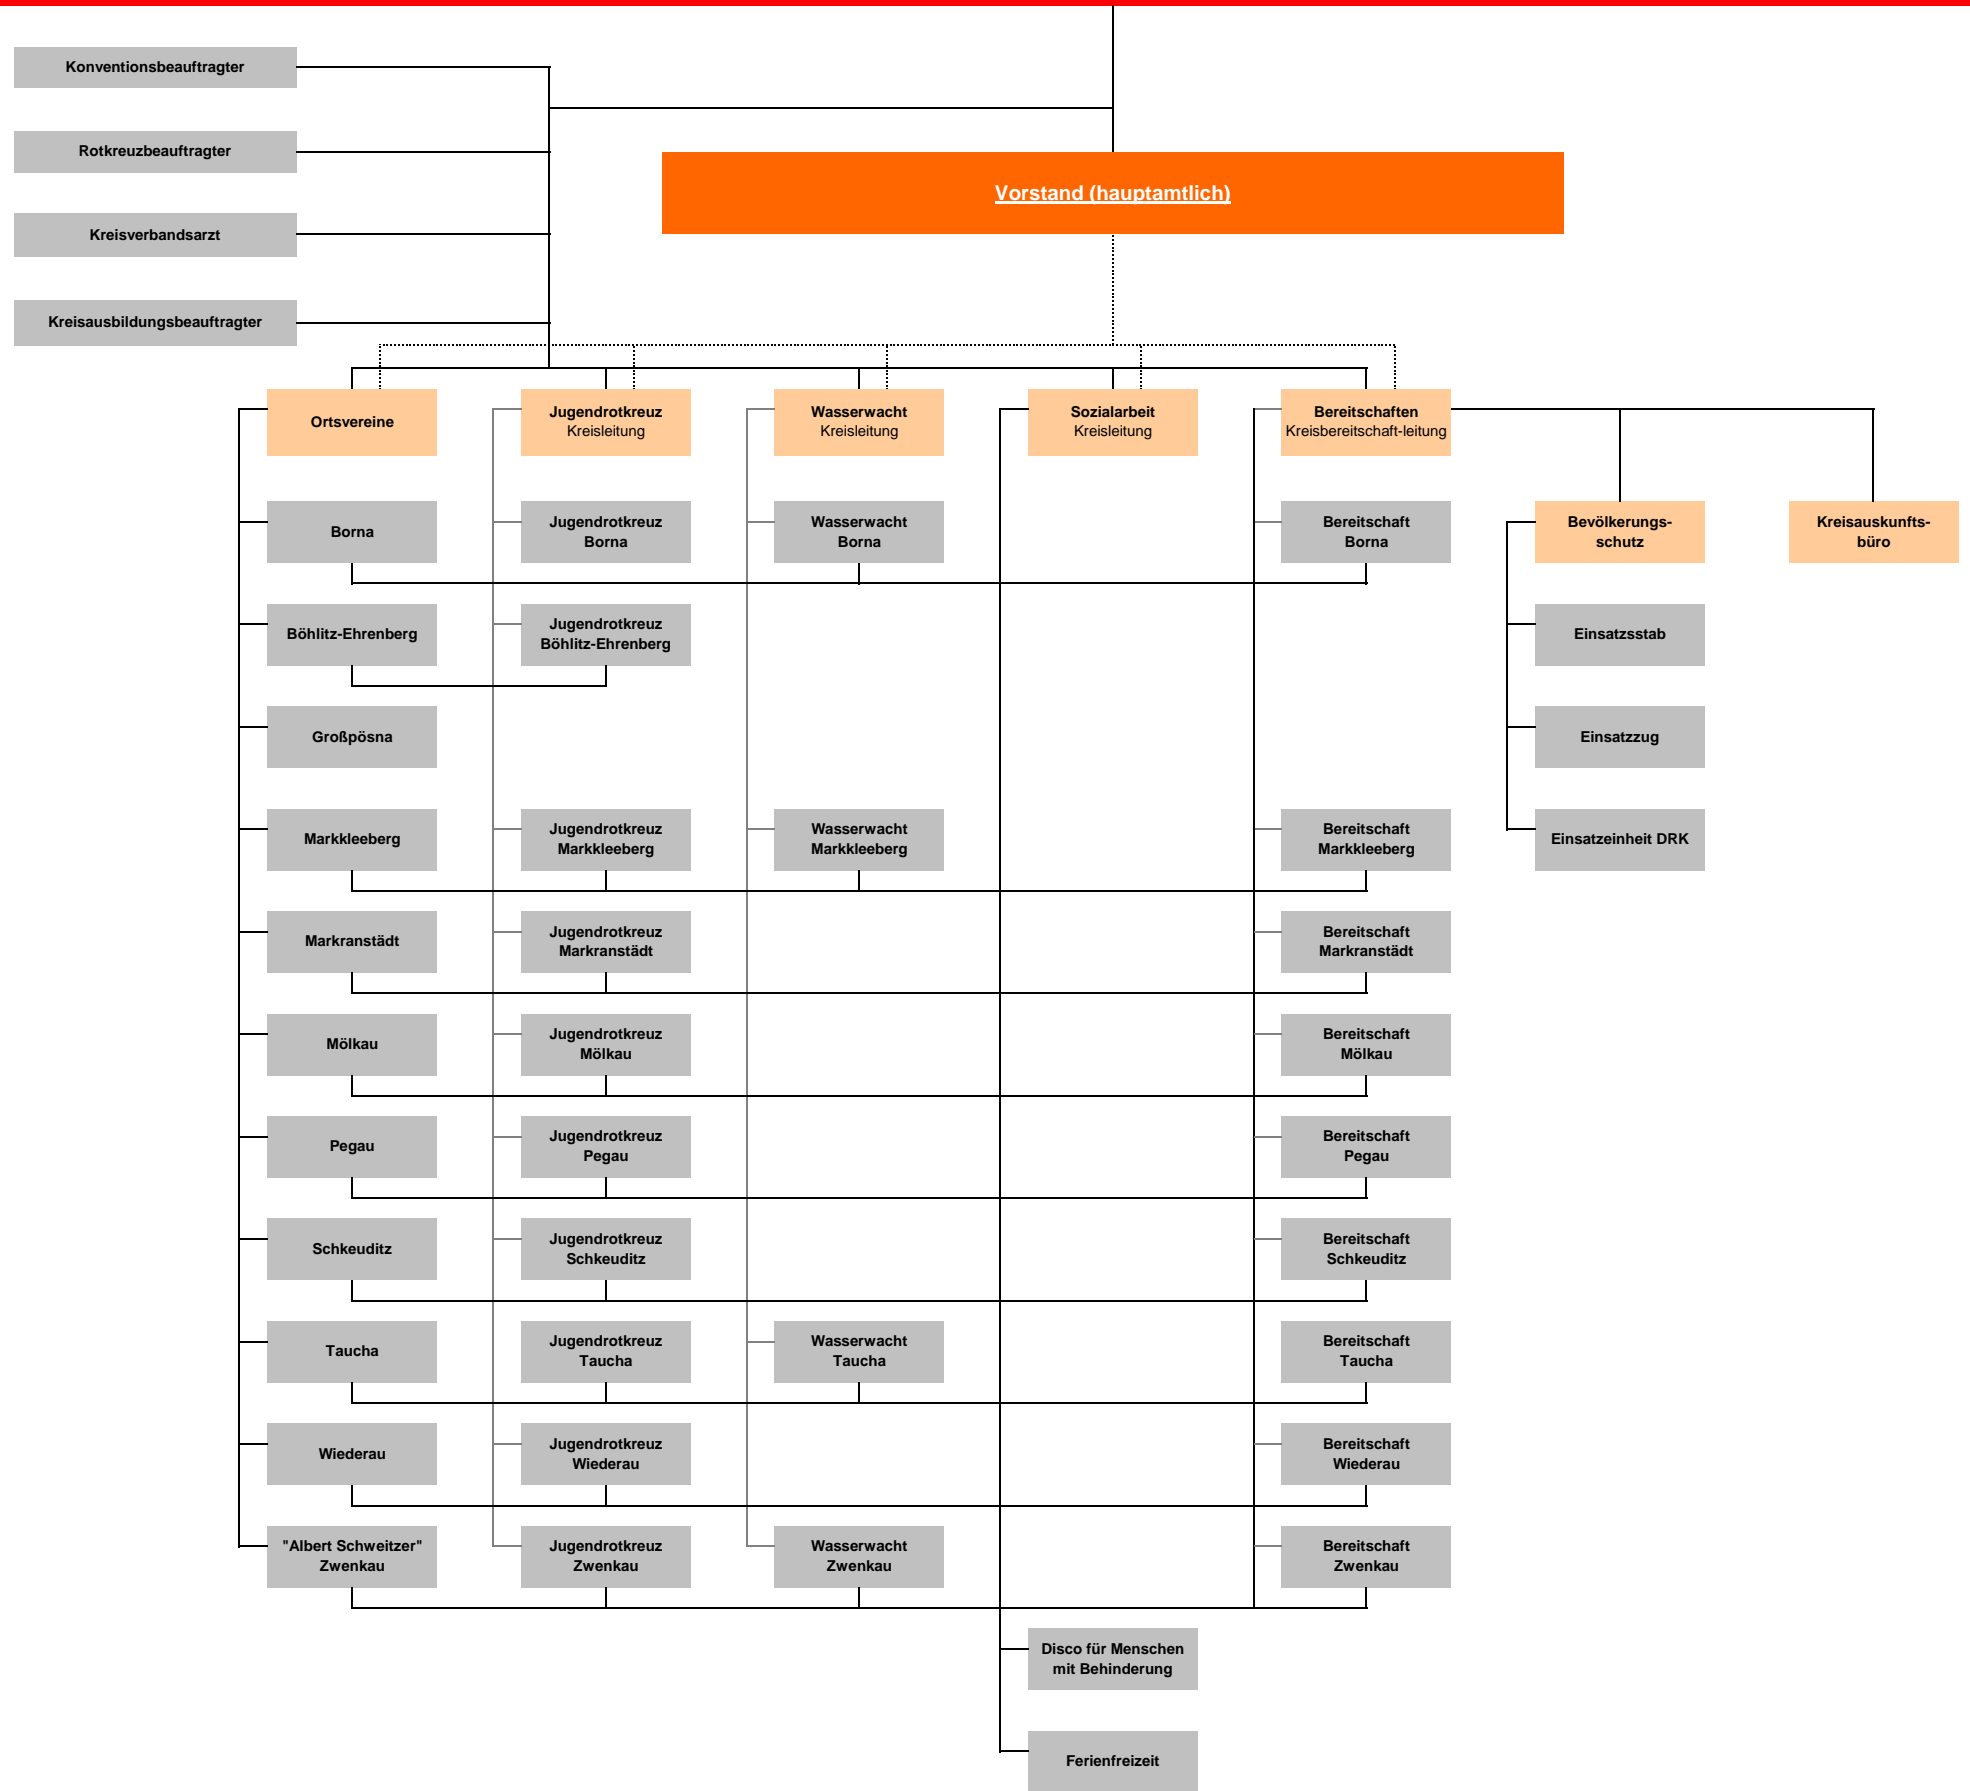 Konventionsbeauftragter
Rotkreuzbeauftragter
Vorstand (hauptamtlich)
Kreisverbandsarzt
Kreisausbildungsbeauftragter
Ortsvereine
Jugendrotkreuz
Kreisleitung
Wasserwacht
Kreisleitung
Sozialarbeit
Kreisleitung
Bereitschaften
Kreisbereitschaft-leitung
Borna
Jugendrotkreuz
Borna
Wasserwacht
Borna
Bereitschaft
Borna
Bevölkerungs-
schutz
Kreisauskunfts-
büro
Böhlitz-Ehrenberg
Jugendrotkreuz
Böhlitz-Ehrenberg
Einsatzsstab
Großpösna
Einsatzzug
Markkleeberg
Jugendrotkreuz
Markkleeberg
Wasserwacht
Markkleeberg
Bereitschaft
Markkleeberg
Einsatzeinheit DRK
Markranstädt
Jugendrotkreuz
Markranstädt
Bereitschaft
Markranstädt
Mölkau
Jugendrotkreuz
Mölkau
Bereitschaft
Mölkau
Pegau
Jugendrotkreuz
Pegau
Bereitschaft
Pegau
Schkeuditz
Jugendrotkreuz
Schkeuditz
Bereitschaft
Schkeuditz
Taucha
Jugendrotkreuz
Taucha
Wasserwacht
Taucha
Bereitschaft
Taucha
Wiederau
Jugendrotkreuz
Wiederau
Bereitschaft
Wiederau
"Albert Schweitzer"
Zwenkau
Jugendrotkreuz
Zwenkau
Wasserwacht
Zwenkau
Bereitschaft
Zwenkau
Disco für Menschen
mit Behinderung
Ferienfreizeit